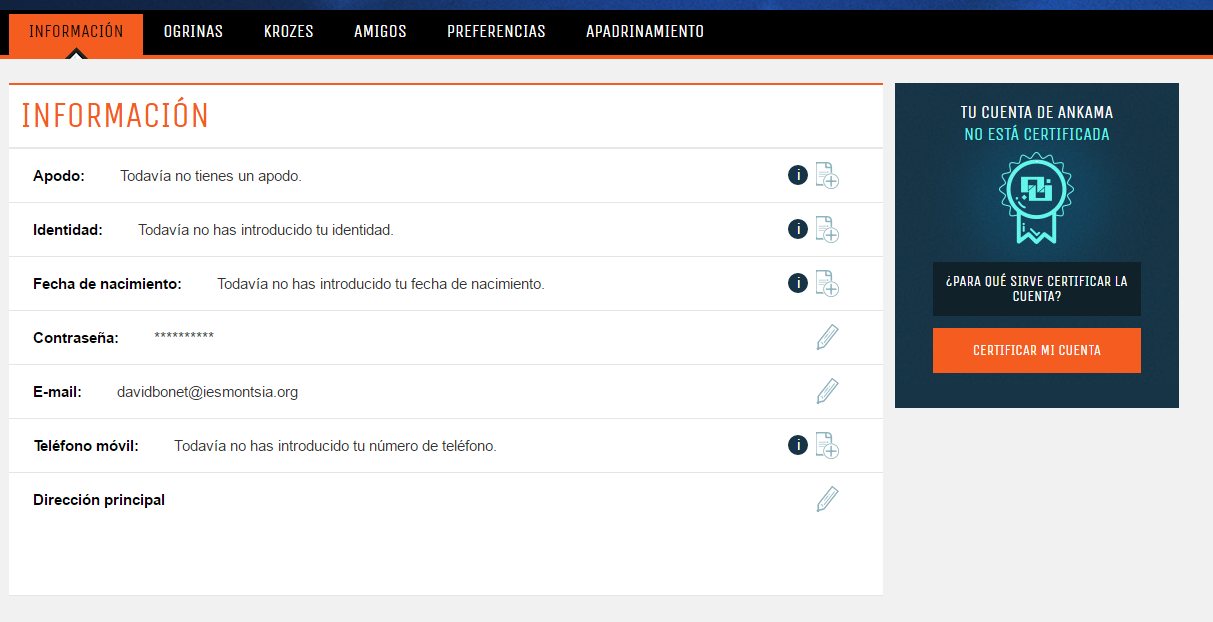 INFORMACIÓN OGRINAS KROZES AMIGOS PREFERENCIAS APADRINAMIENTO
INFORMACIÓN
Apodo: Todavía no tienes un apodo.
Identidad: Todavía no has introducido tu identidad.
Fecha de nacimiento: Todavía no has introducido tu fecha de nacimiento.
Contraseña: **********
E-mail: davidbonet@iesmontsia.org
Teléfono móvil: Todavía no has introducido tu número de teléfono.
Dirección principal
TU CUENTA DE ANKAMA
NO ESTÁ CERTIFICADA
¿PARA QUÉ SIRVE CERTIFICAR LA
CUENTA?
CERTIFICAR MI CUENTA